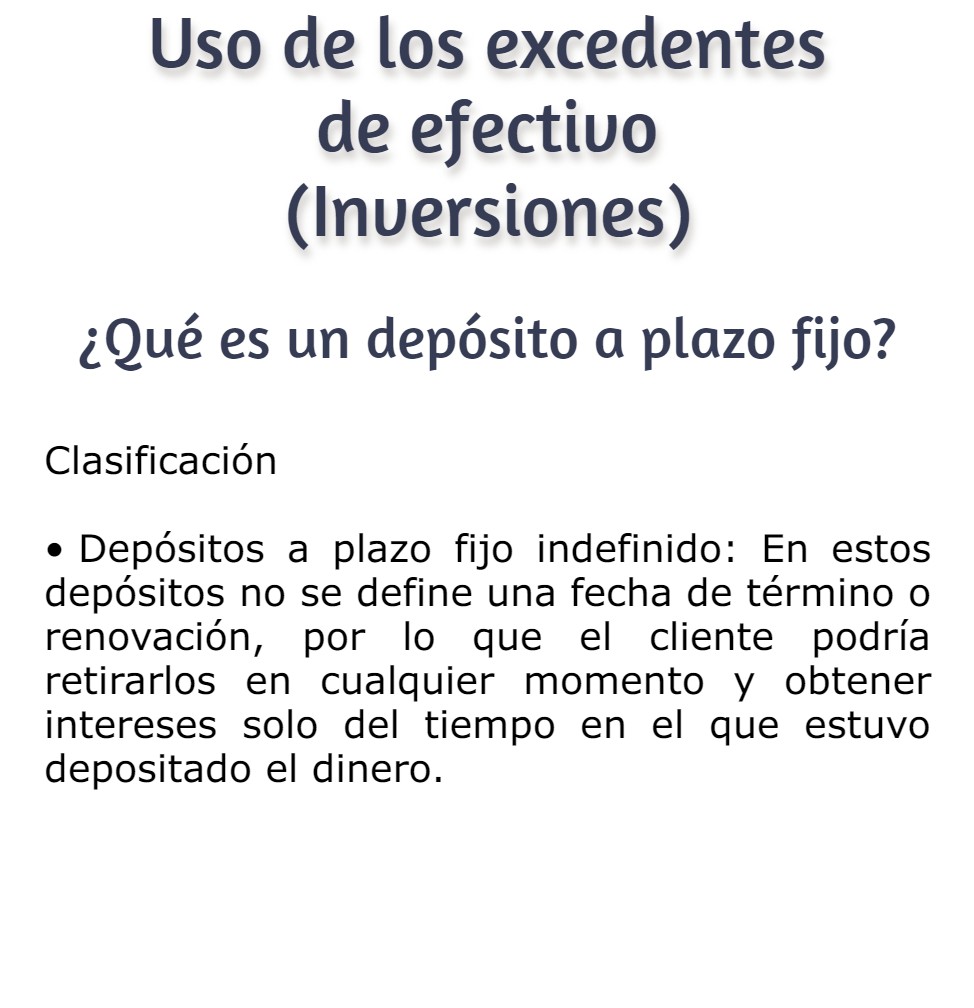 Uso de los excedentes
de efectivo
(Inversiones)
¿Qué es un depósito a plazo fijo?
Clasificación
• Depósitos a plazo fijo indefinido: En estos
depósitos no se define una fecha de término o
renovación, por lo que el cliente podría
retirarlos en cualquier momento y obtener
intereses solo del tiempo en el que estuvo
depositado el dinero.